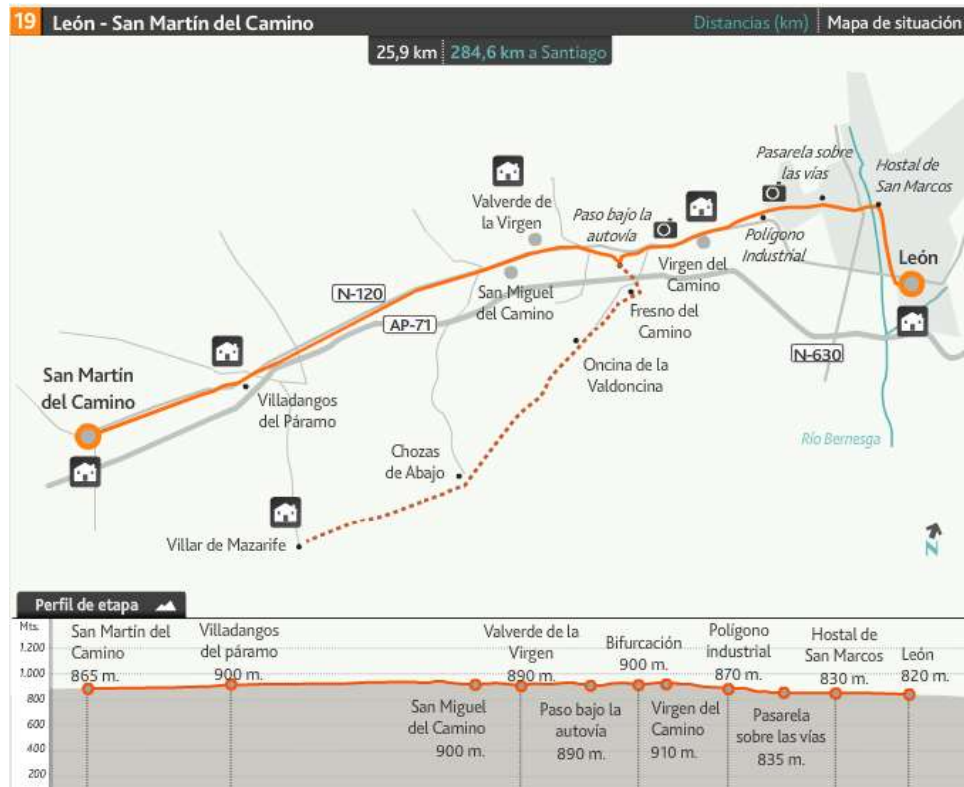 19 León - San Martín del Camino Distancias (km) Mapa de situación
25,9 km 284,6 km a Santiago
Pasarela sobre
las vías
Hostal de
San Marcos
Valverde de
la Virgen
Paso bajo la
autovía
Polígono
Industrial
León
Virgen del
Camino
N-120
San Miguel
del Camino
Fresno del
Camino
AP-71
N-630
Oncina de la
Valdoncina
San Martín
del Camino
Villadangos
del Páramo
Río Bernesga
Chozas
de Abajo
Villar de Mazarife
N
Perfil de etapa
Mts.
1.200
1.000
800
600
400
200
San Martín del
Camino
865 m.
Villadangos
del páramo
900 m.
San Miguel
del Camino
900 m.
Valverde de la
Virgen
890 m.
Paso bajo la
autovía
890 m.
Bifurcación
900 m.
Virgen del
Camino
910 m.
Polígono
industrial
870 m.
Pasarela
sobre las vías
835 m.
Hostal de
San Marcos
830 m.
León
820 m.